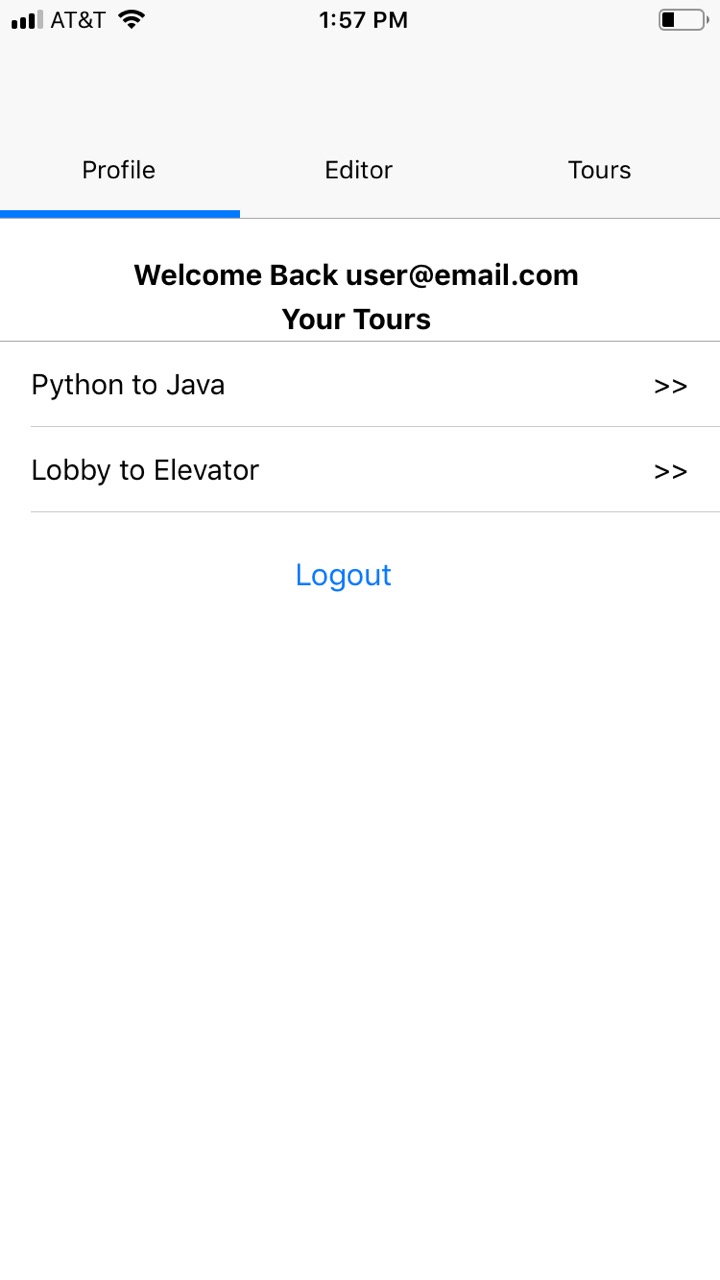 AT&T 1:57 PM
Profile Editor Tours
Welcome Back user@email.com
Your Tours
Python to Java >>
Lobby to Elevator >>
Logout